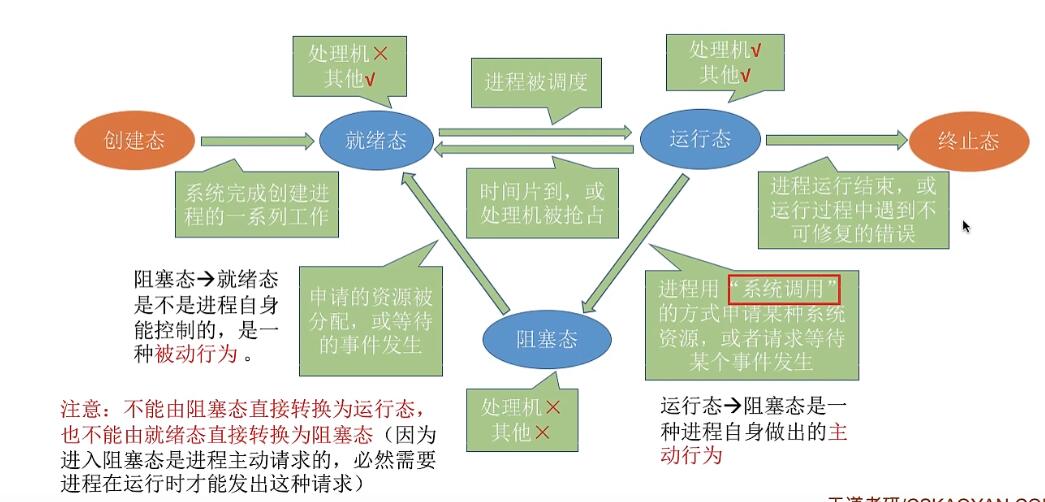 处理机×
其他√
处理机√
其他√
进程被调度
创建态
就绪态
运行态
终止态
系统完成创建进
程的一系列工作
时间片到，或
处理机被抢占
进程运行结束，或
运行过程中遇到不
可修复的错误
阻塞态→就绪态
是不是进程自身
能控制的，是一
种被动行为 。
申请的资源被
分配，或等待
的事件发生
进程用“系统调用”
的方式申请某种系统
资源，或者请求等待
某个事件发生
阻塞态
处理机×
其他×
运行态→阻塞态是一
种进程自身做出的主
动行为
注意：不能由阻塞态直接转换为运行态，
也不能由就绪态直接转换为阻塞态（因为
进入阻塞态是进程主动请求的，必然需要
进程在运行时才能发出这种请求）